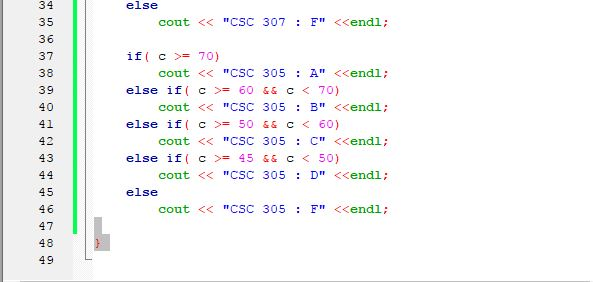 34 else
35 cout << "CSC 307 : F" <<endl;
36
37 if( c >= 70)
38 cout << "CSC 305 : A" <<endl;
39 else if( c >= 60 && c < 70)
40 cout << "CSC 305 : B" <<endl;
41 else if( c >= 50 && c < 60)
42 cout << "CSC 305 : C" <<endl;
43 else if( c >= 45 && c < 50)
44 cout << "CSC 305 : D" <<endl;
45 else
46 cout << "CSC 305 : F" <<endl;
47
48 }
49